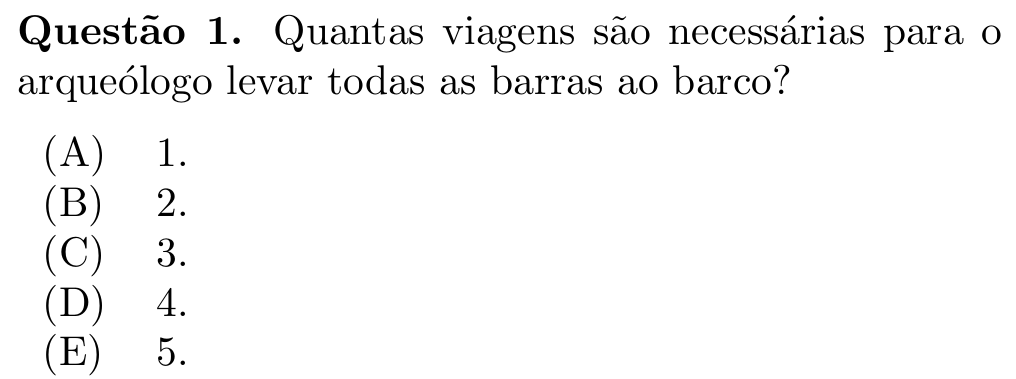 Questão 1. Quantas viagens são necessárias para o
arqueólogo levar todas as barras ao barco?
(A) 1.
(B) 2.
(C) 3.
(D) 4.
(E) 5.